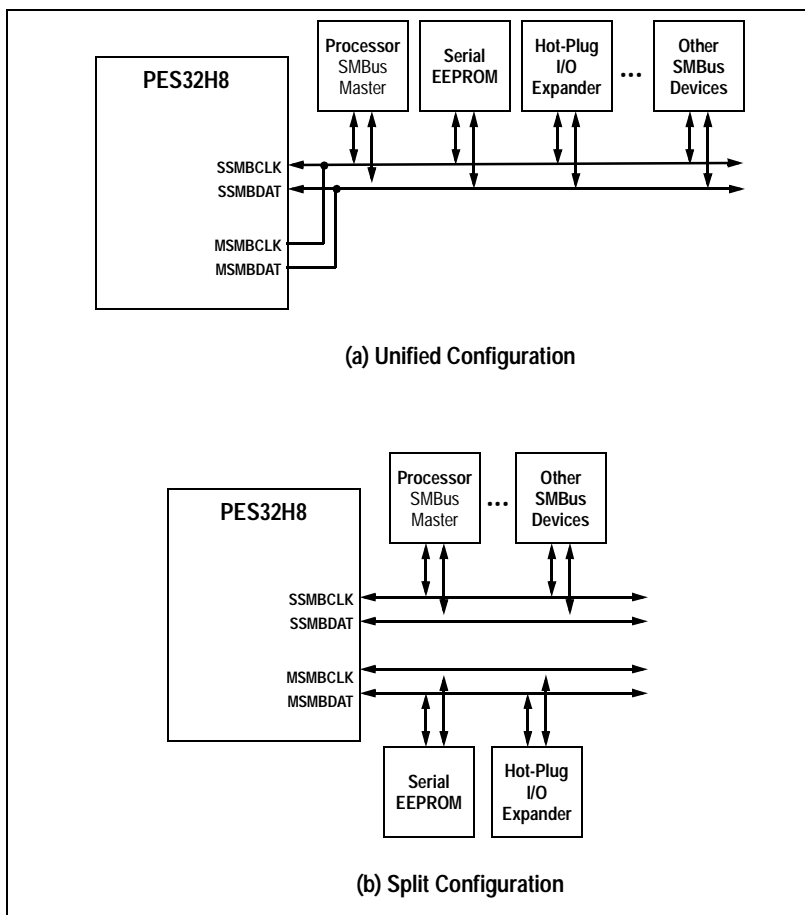 PES32H8
Processor
SMBus
Master
Serial
EEPROM
Hot-Plug
I/O
Expander
...
Other
SMBus
Devices
SSMBCLK
SSMBDAT
MSMBCLK
MSMBDAT
(a) Unified Configuration
PES32H8
Processor
SMBus
Master
...
Other
SMBus
Devices
SSMBCLK
SSMBDAT
MSMBCLK
MSMBDAT
Serial
EEPROM
Hot-Plug
I/O
Expander
(b) Split Configuration